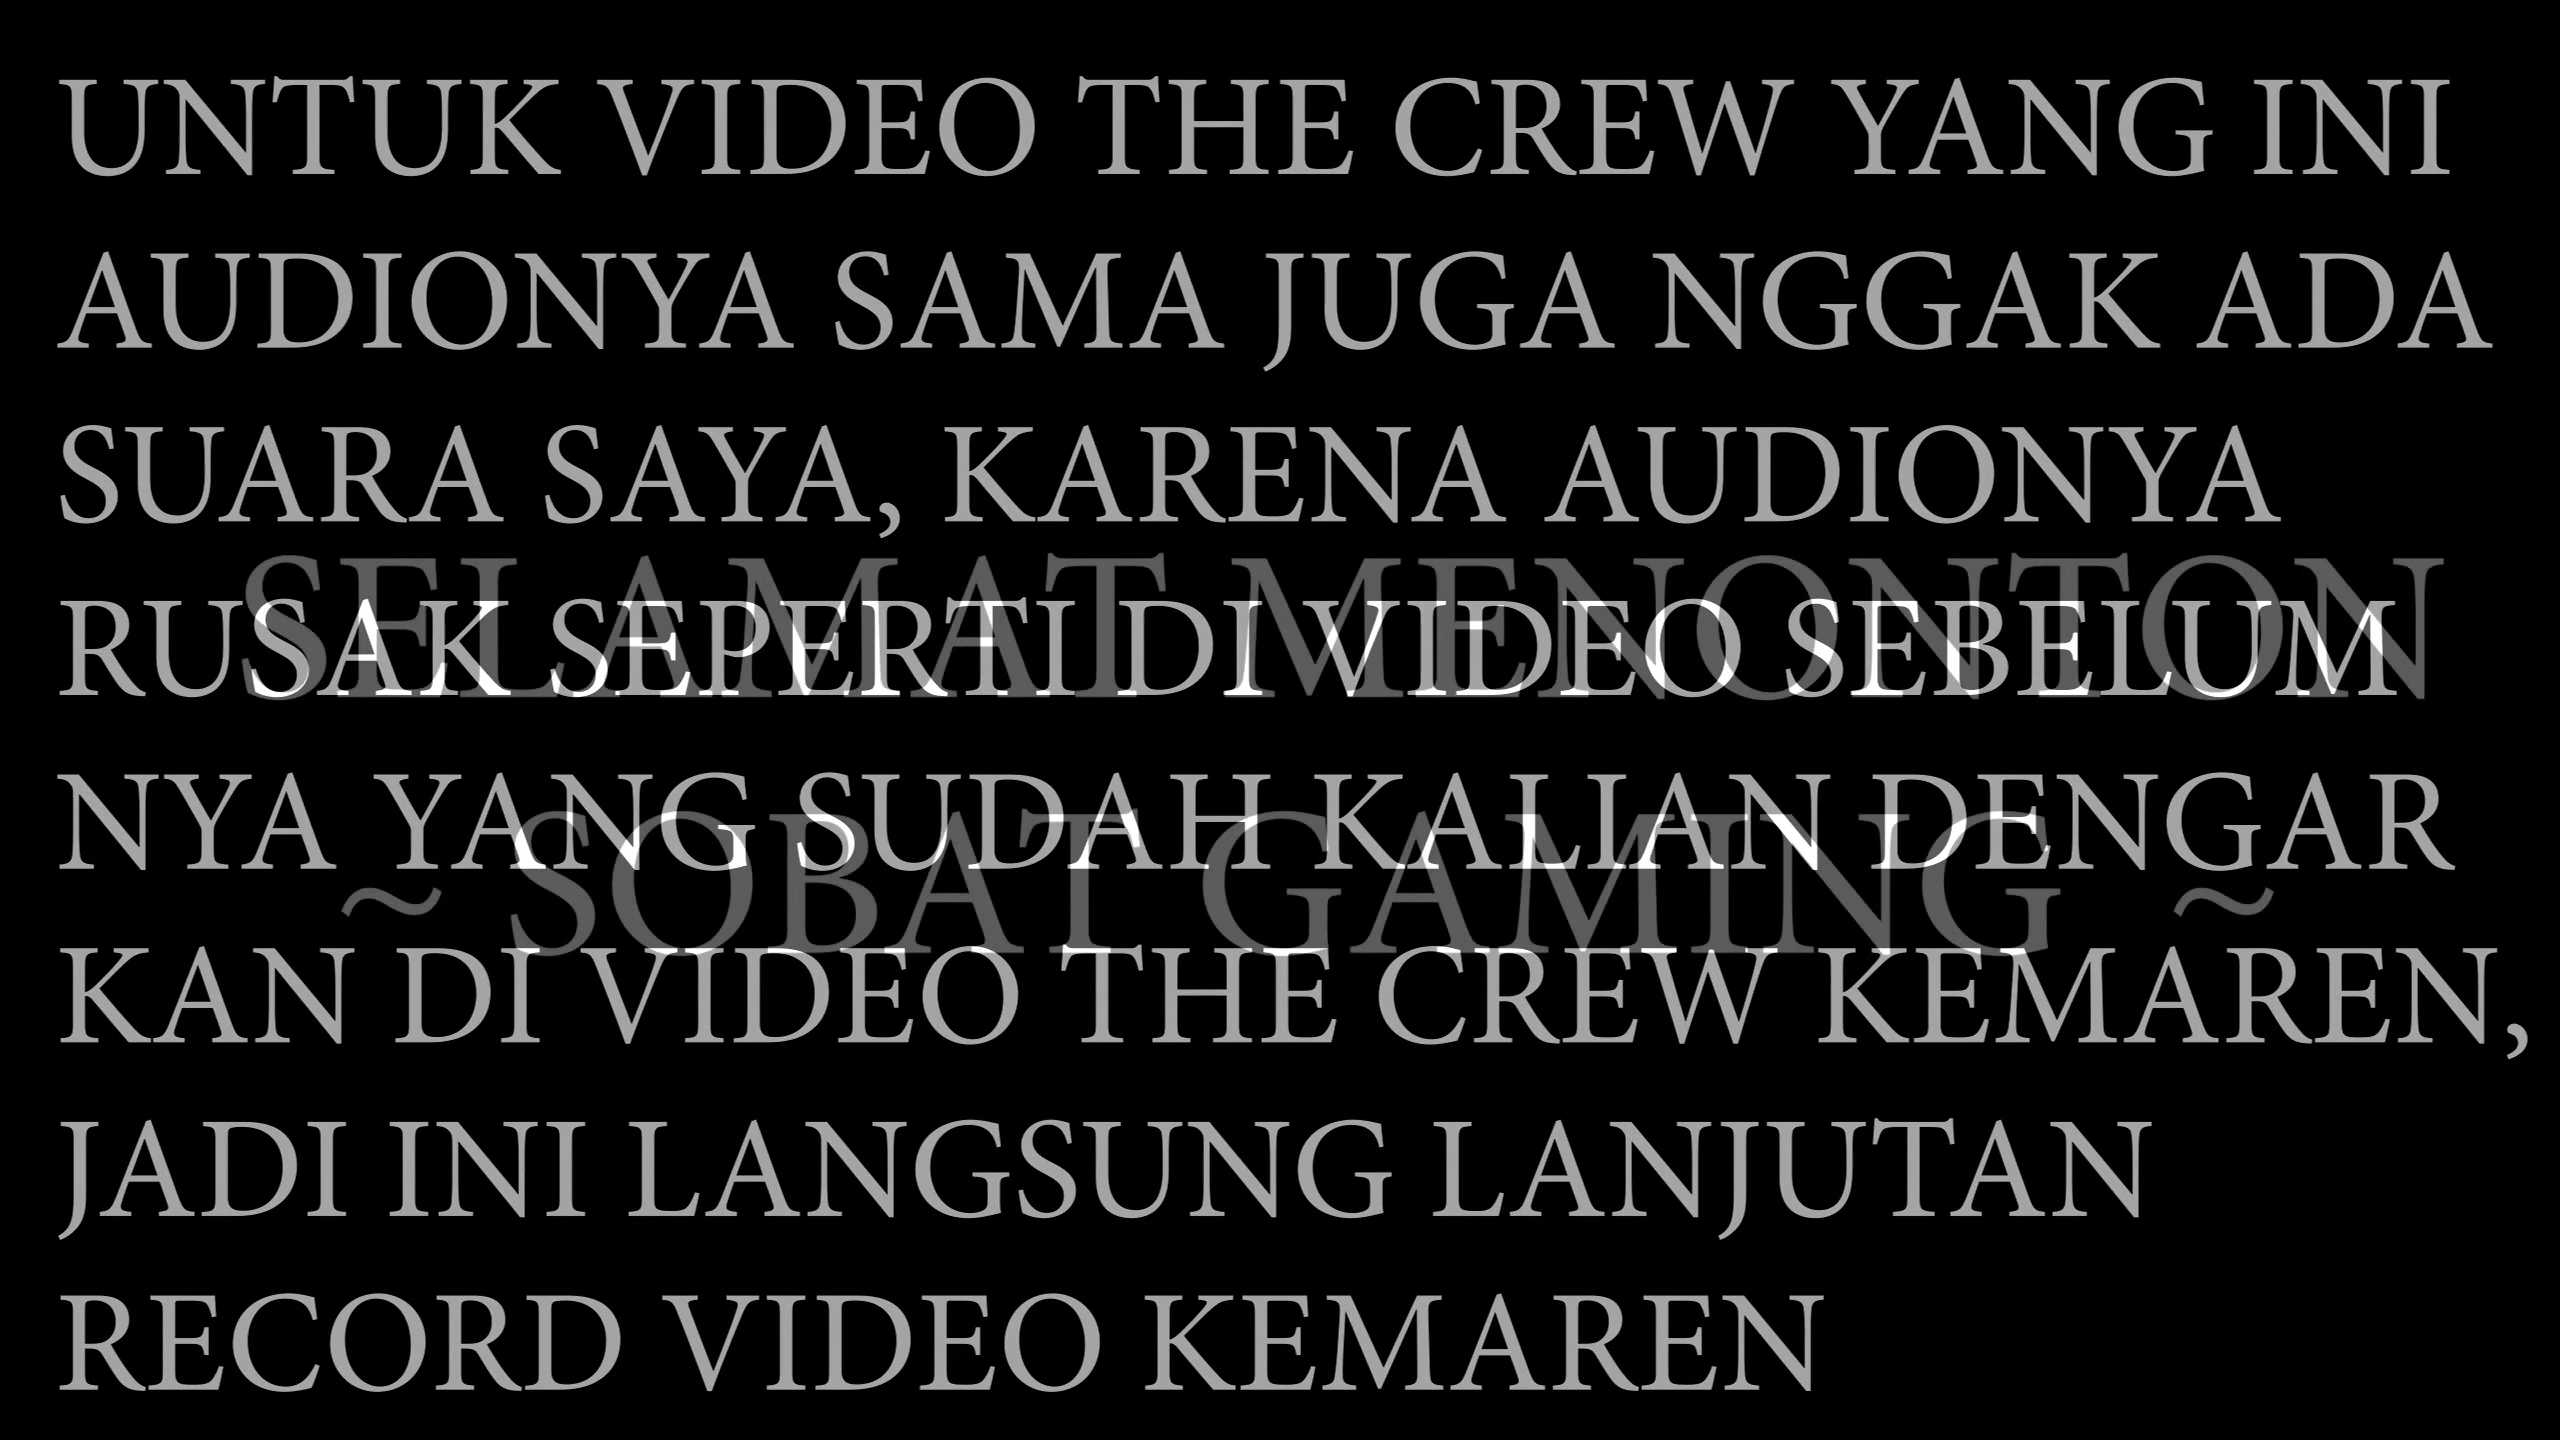 UNTUK VIDEO THE CREW YANG INI
AUDIONYA SAMA JUGA NGGAK ADA
SUARA SAYA, KARENA AUDIONYA
SELAMAT MENONTON
RUSAK SEPERTI DI VIDEO SEBELUM
NYA YANG SUDAH KALIAN DENGAR
~ SOBAT GAMING ~
KAN DI VIDEO THE CREW KEMAREN,
JADI INI LANGSUNG LANJUTAN
RECORD VIDEO KEMAREN